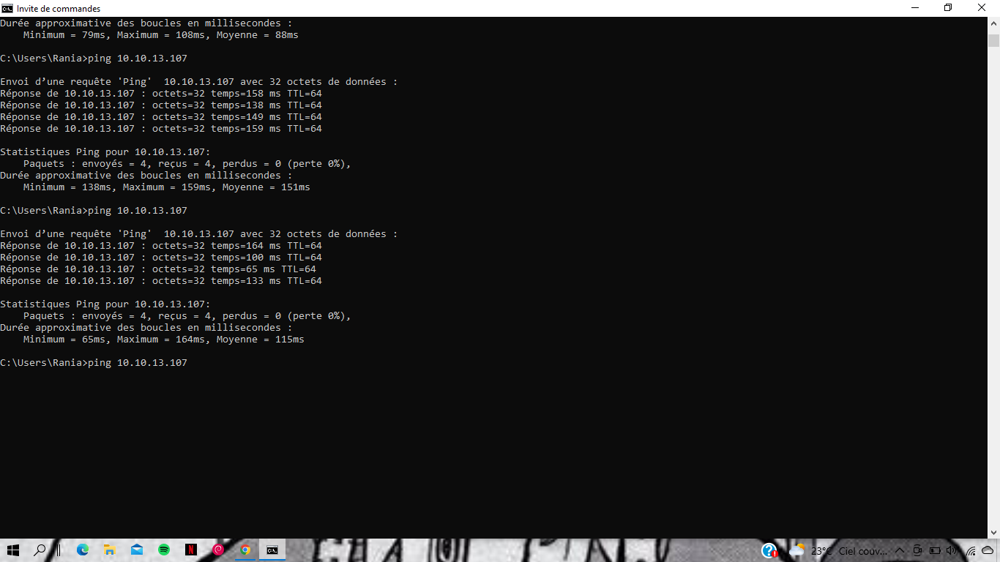 Invite de commandes
Durée approximative des boucles en millisecondes :
    Minimum = 79ms, Maximum = 108ms, Moyenne = 88ms
C:\Users\Rania>ping 10.10.13.107
Envoi d’une requête 'Ping'  10.10.13.107 avec 32 octets de données :
Réponse de 10.10.13.107 : octets=32 temps=158 ms TTL=64
Réponse de 10.10.13.107 : octets=32 temps=138 ms TTL=64
Réponse de 10.10.13.107 : octets=32 temps=149 ms TTL=64
Réponse de 10.10.13.107 : octets=32 temps=159 ms TTL=64
Statistiques Ping pour 10.10.13.107:
    Paquets : envoyés = 4, reçus = 4, perdus = 0 (perte 0%),
Durée approximative des boucles en millisecondes :
    Minimum = 138ms, Maximum = 159ms, Moyenne = 151ms
C:\Users\Rania>ping 10.10.13.107
Envoi d’une requête 'Ping'  10.10.13.107 avec 32 octets de données :
Réponse de 10.10.13.107 : octets=32 temps=164 ms TTL=64
Réponse de 10.10.13.107 : octets=32 temps=100 ms TTL=64
Réponse de 10.10.13.107 : octets=32 temps=65 ms TTL=64
Réponse de 10.10.13.107 : octets=32 temps=133 ms TTL=64
Statistiques Ping pour 10.10.13.107:
    Paquets : envoyés = 4, reçus = 4, perdus = 0 (perte 0%),
Durée approximative des boucles en millisecondes :
    Minimum = 65ms, Maximum = 164ms, Moyenne = 115ms
C:\Users\Rania>ping 10.10.13.107
23°C Ciel couv...